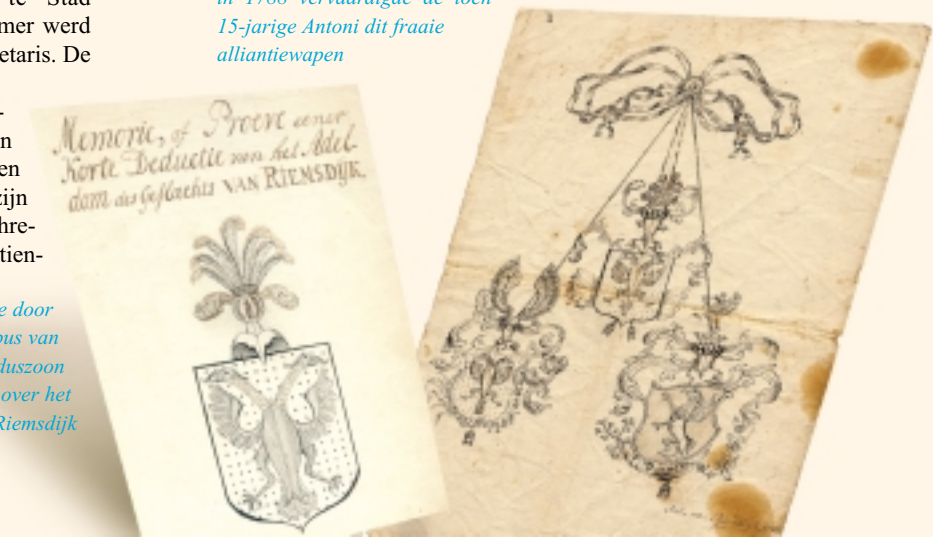 te Stad
mer werd
etaris. De
n
en
zijn
hre-
tien-
e door
ous van
duszoon
over het
Riemsdijk
in 1788 vervaardigde de toen
15-jarige Antoni dit fraaie
alliantiewapen
Memorie, of Proeve eener
Korte Deductie van het Adel-
dom des Geslachts VAN RIEMSDIJK.